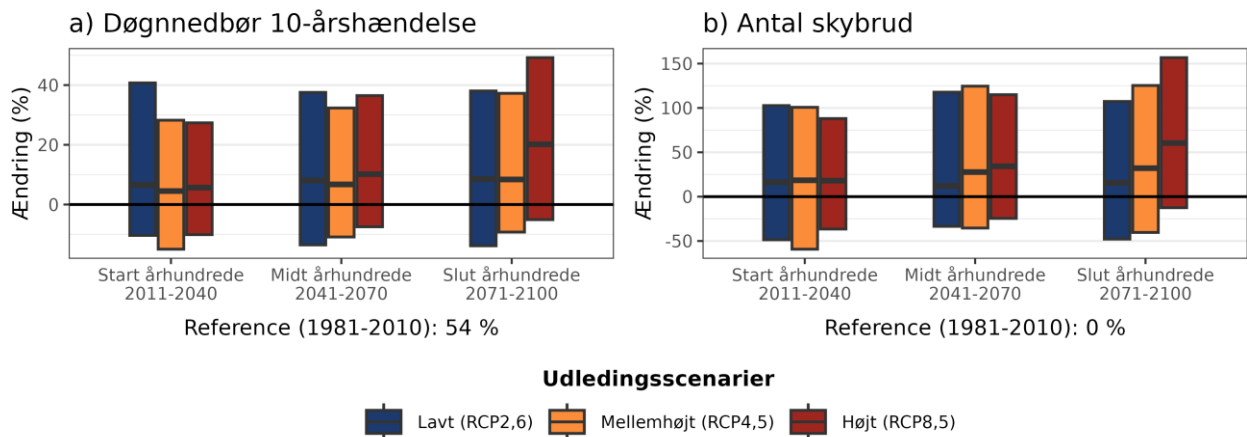 a) Døgnnedbør 10-årshændelse
Ændring (%)
40
20
0
Start århundrede
2011-2040
Midt århundrede
2041-2070
Slut århundrede
2071-2100
Reference (1981-2010): 54 %
b) Antal skybrud
Ændring (%)
150
100
50
0
-50
Start århundrede
2011-2040
Midt århundrede
2041-2070
Slut århundrede
2071-2100
Reference (1981-2010): 0 %
Udledingsscenarier
Lavt (RCP2,6)
Mellemhøjt (RCP4,5)
Højt (RCP8,5)